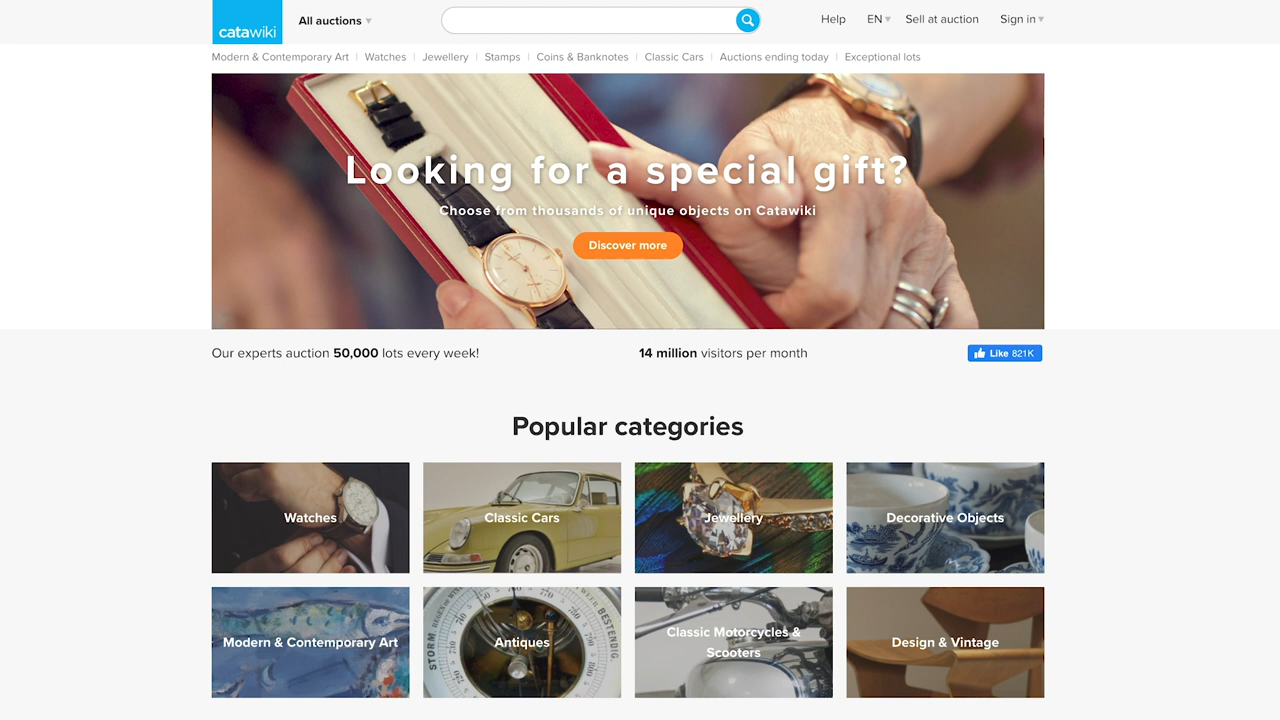 catawiki
All auctions
Help
EN
Sell at auction
Sign in
Modern & Contemporary Art
Watches
Jewellery
Stamps
Coins & Banknotes
Classic Cars
Auctions ending today
Exceptional lots
Looking for a special gift?
Choose from thousands of unique objects on Catawiki
Discover more
Our experts auction 50,000 lots every week!
14 million visitors per month
Like 821K
Popular categories
Watches
Classic Cars
Jewellery
Decorative Objects
Modern & Contemporary Art
Antiques
Classic Motorcycles &
Scooters
Design & Vintage
STORM
BESTENDIG